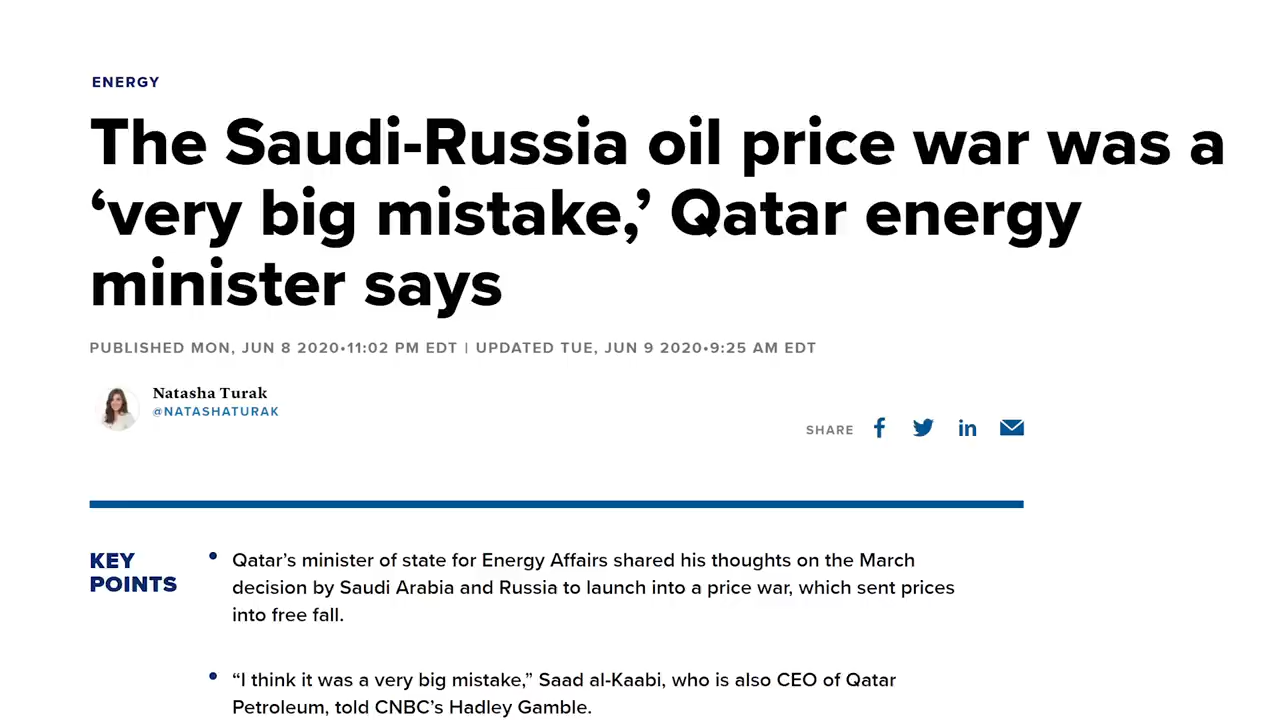 ENERGY
The Saudi-Russia oil price war was a
‘very big mistake,’ Qatar energy
minister says
PUBLISHED MON, JUN 8 2020•11:02 PM EDT | UPDATED TUE, JUN 9 2020•9:25 AM EDT
Natasha Turak
@NATASHATURAK
SHARE
KEY
POINTS
• Qatar’s minister of state for Energy Affairs shared his thoughts on the March
decision by Saudi Arabia and Russia to launch into a price war, which sent prices
into free fall.
• “I think it was a very big mistake,” Saad al-Kaabi, who is also CEO of Qatar
Petroleum, told CNBC’s Hadley Gamble.